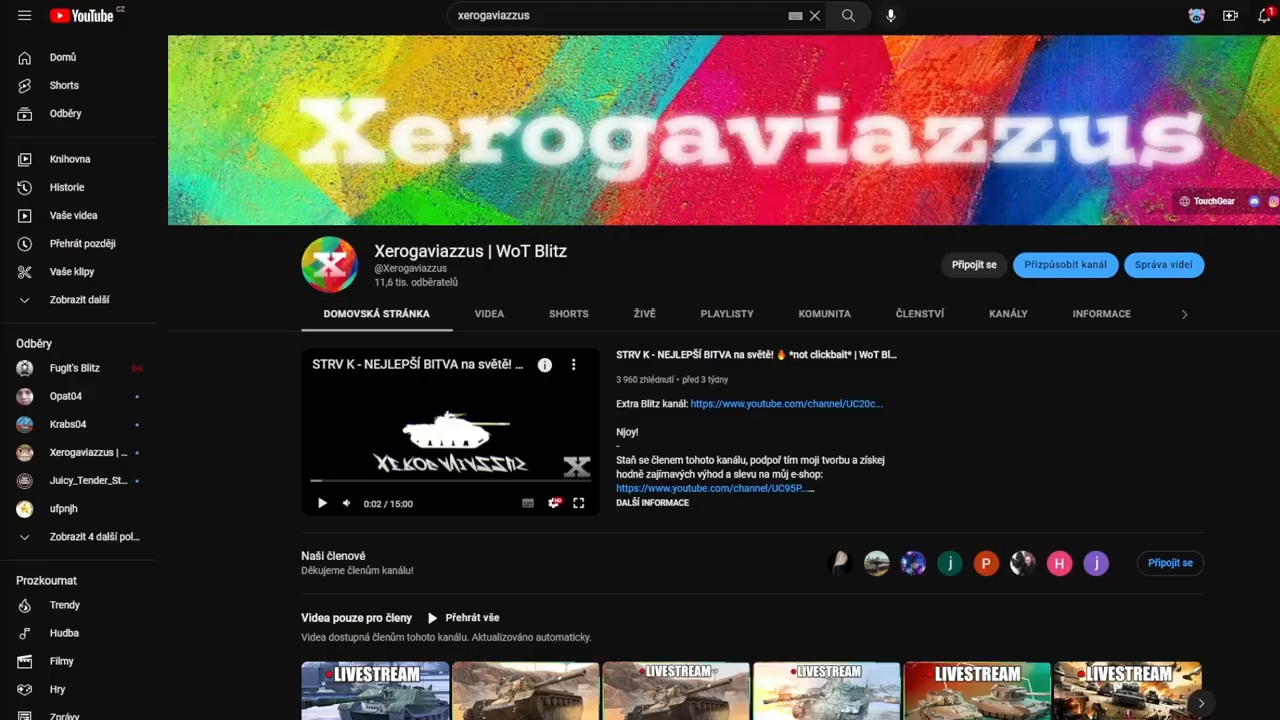 YouTube CZ
xerogaviazzus
1
Domů
Shorts
Odběry
Knihovna
Historie
Vaše videa
Přehrát později
Vaše klipy
Zobrazit další
Odběry
Fugit's Blitz
Opat04
Krabs04
Xerogaviazzus | ...
Juicy_Tender_St...
ufpnjh
Zobrazit 4 další pol...
Prozkoumat
Trendy
Hudba
Filmy
Hry
Zprávy
Xerogaviazzus
TouchGear
X
Xerogaviazzus | WoT Blitz
@Xerogaviazzus
11,6 tis. odběratelů
Připojit se
Přizpůsobit kanál
Správa videí
DOMOVSKÁ STRÁNKA
VIDEA
SHORTS
ŽIVĚ
PLAYLISTY
KOMUNITA
ČLENSTVÍ
KANÁLY
INFORMACE
STRV K - NEJLEPŠÍ BITVA na světě! ...
XEROGAVIAZZUS
X
0:02 / 15:00
HD
STRV K - NEJLEPŠÍ BITVA na světě! 🔥 *not clickbait* | WoT Bl...
3 960 zhlédnutí • před 3 týdny
Extra Blitz kanál: https://www.youtube.com/channel/UC20c...
Njoy!
-
Staň se členem tohoto kanálu, podpoř tím moji tvorbu a získej
hodně zajímavých výhod a slevu na můj e-shop:
https://www.youtube.com/channel/UC95P...…
DALŠÍ INFORMACE
Naši členové
Děkujeme členům kanálu!
j
P
H
j
Připojit se
Videa pouze pro členy
Přehrát vše
Videa dostupná členům tohoto kanálu. Aktualizováno automaticky.
LIVESTREAM
LIVESTREAM
LIVESTREAM
LIVESTREAM
LIVESTREAM